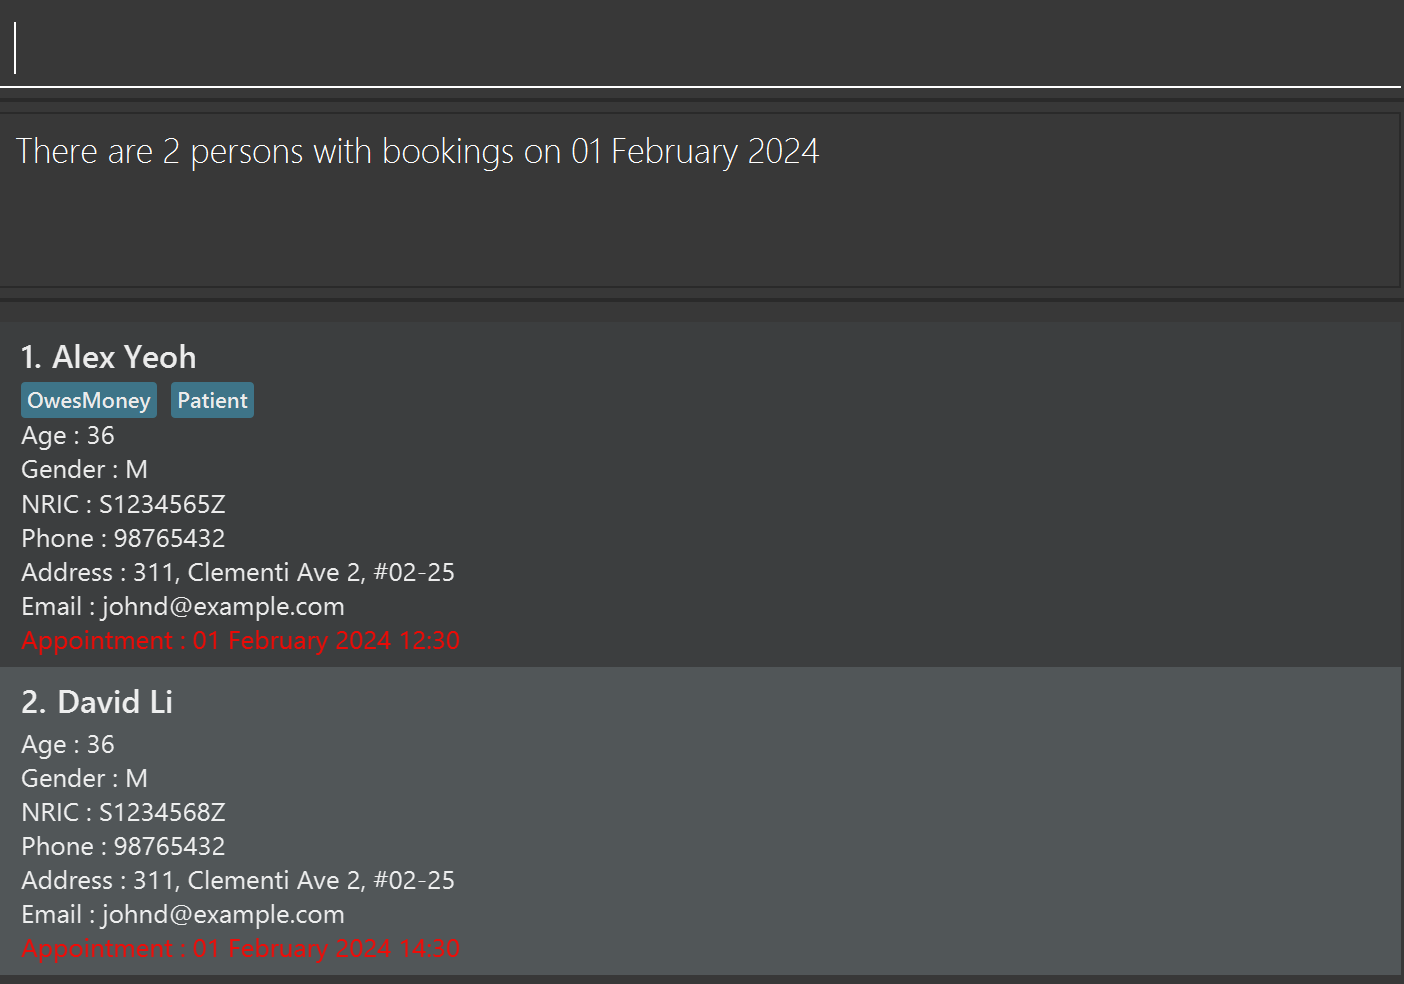 There are 2 persons with bookings on 01 February 2024
1. Alex Yeoh
OwesMoney Patient
Age : 36
Gender : M
NRIC : S1234565Z
Phone : 98765432
Address : 311, Clementi Ave 2, #02-25
Email : johnd@example.com
Appointment : 01 February 2024 12:30
2. David Li
Age : 36
Gender : M
NRIC : S1234568Z
Phone : 98765432
Address : 311, Clementi Ave 2, #02-25
Email : johnd@example.com
Appointment : 01 February 2024 14:30